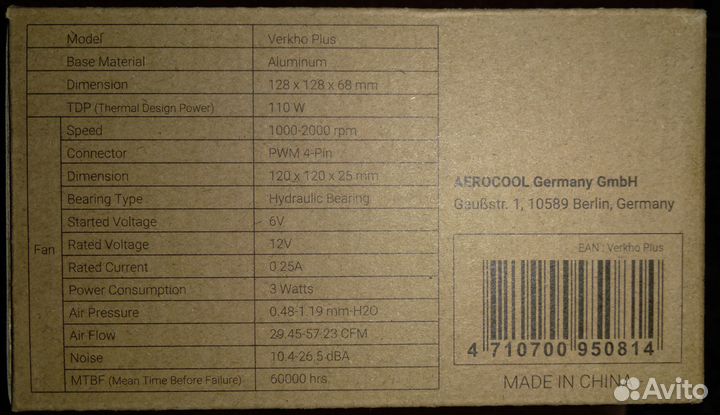 Model Verkho Plus
Base Material Aluminum
Dimension 128 x 128 x 68 mm
TDP (Thermal Design Power) 110 W
Fan
Speed 1000-2000 rpm
Connector PWM 4-Pin
Dimension 120 x 120 x 25 mm
Bearing Type Hydraulic Bearing
Started Voltage 6V
Rated Voltage 12V
Rated Current 0.25A
Power Consumption 3 Watts
Air Pressure 0.48-1.19 mm-H2O
Air Flow 29.45-57.23 CFM
Noise 10.4-26.5 dBA
MTBF (Mean Time Before Failure) 60000 hrs.
AEROCOOL Germany GmbH
Gaußstr. 1, 10589 Berlin, Germany
EAN : Verkho Plus
4 710700 950814
MADE IN CHINA
Avito